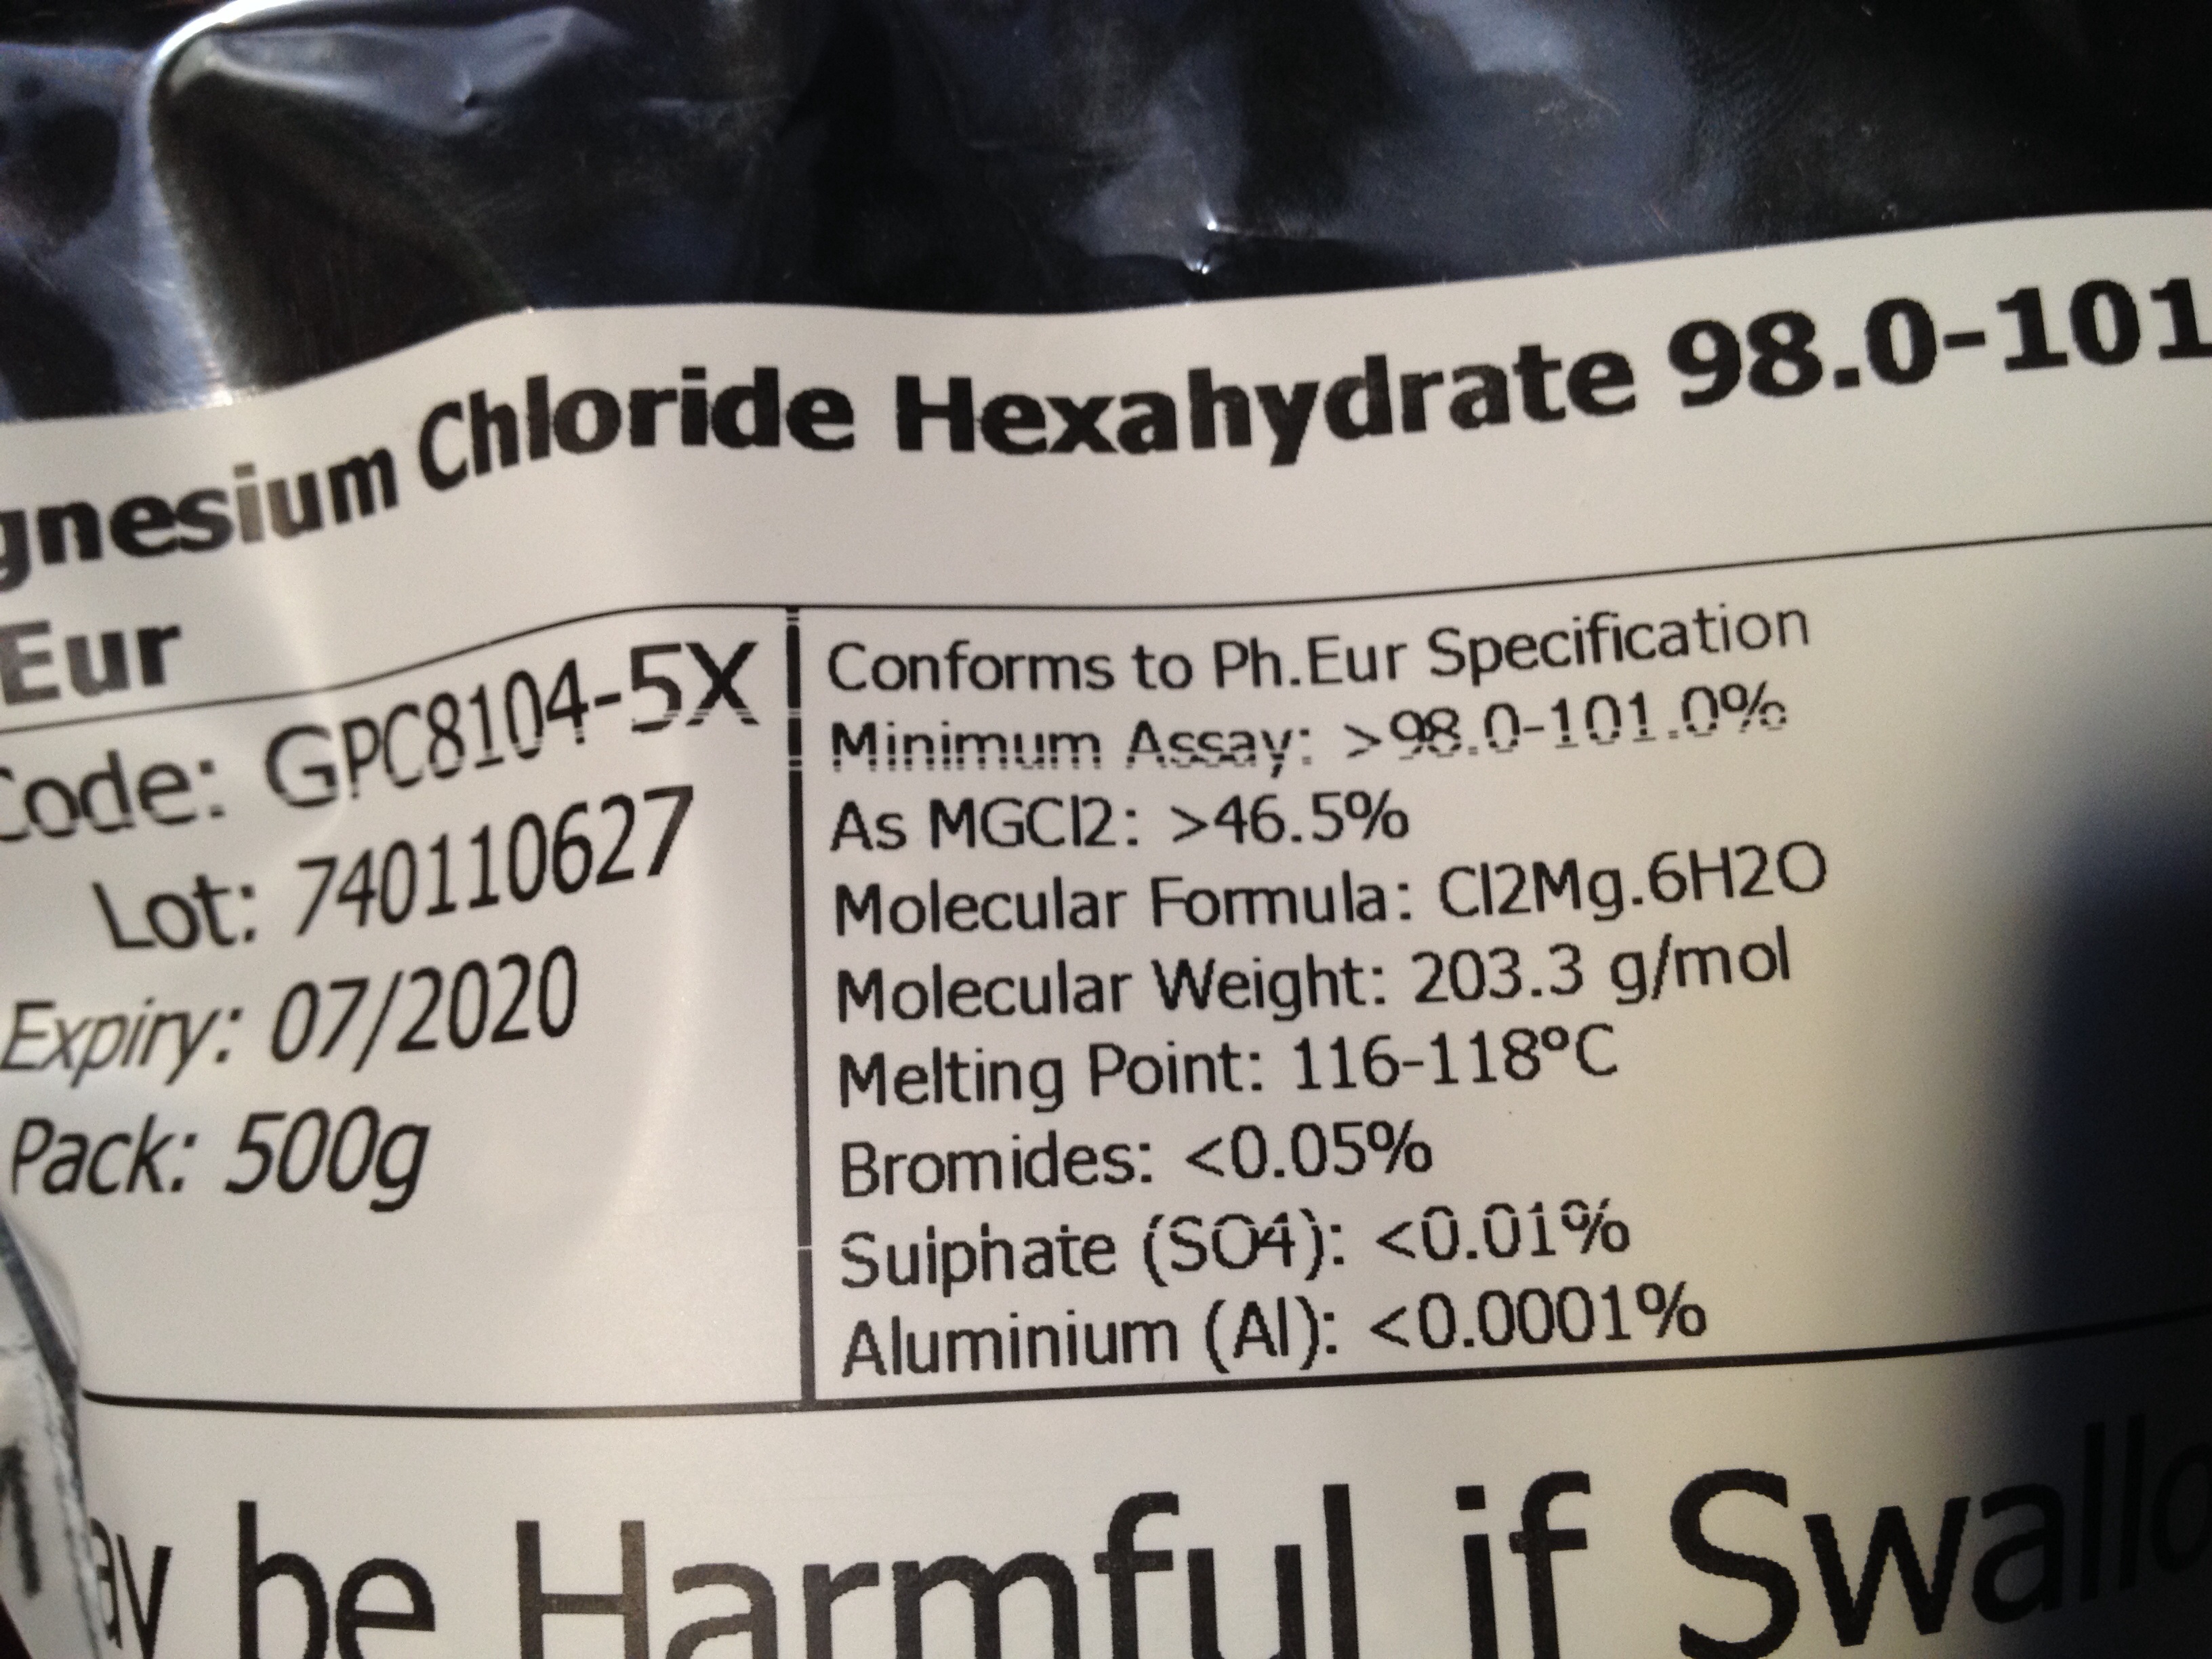 gnesium Chloride Hexahydrate 98.0-101
Eur
Code: GPC8104-5X
Lot: 740110627
Expiry: 07/2020
Pack: 500g
Conforms to Ph.Eur Specification
Minimum Assay: >98.0-101.0%
As MGCl2: >46.5%
Molecular Formula: Cl2Mg.6H2O
Molecular Weight: 203.3 g/mol
Melting Point: 116-118°C
Bromides: <0.05%
Sulphate (SO4): <0.01%
Aluminium (Al): <0.0001%
ay be Harmful if Swallo